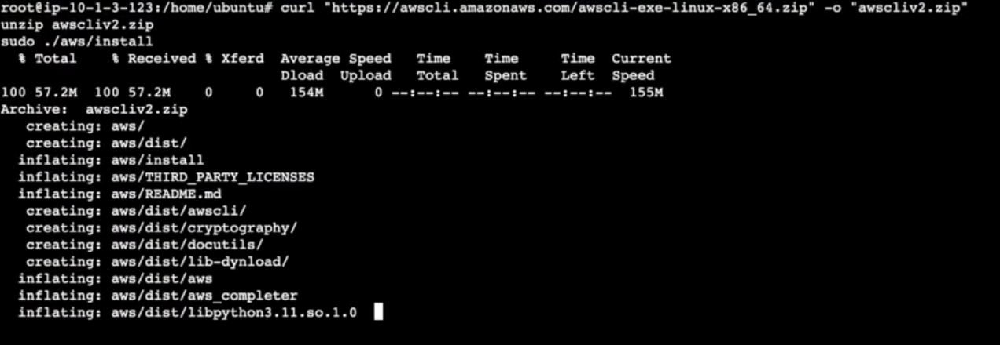 root@ip-10-1-3-123:/home/ubuntu# curl "https://awscli.amazonaws.com/awscli-exe-linux-x86_64.zip" -o "awscliv2.zip"
unzip awscliv2.zip
sudo ./aws/install
  % Total    % Received % Xferd  Average Speed   Time    Time     Time  Current
                                 Dload  Upload   Total   Spent    Left  Speed
100 57.2M  100 57.2M    0     0   154M      0 --:--:-- --:--:-- --:--:--  155M
Archive:  awscliv2.zip
   creating: aws/
   creating: aws/dist/
  inflating: aws/install
  inflating: aws/THIRD_PARTY_LICENSES
  inflating: aws/README.md
   creating: aws/dist/awscli/
   creating: aws/dist/cryptography/
   creating: aws/dist/docutils/
   creating: aws/dist/lib-dynload/
  inflating: aws/dist/aws
  inflating: aws/dist/aws_completer
  inflating: aws/dist/libpython3.11.so.1.0